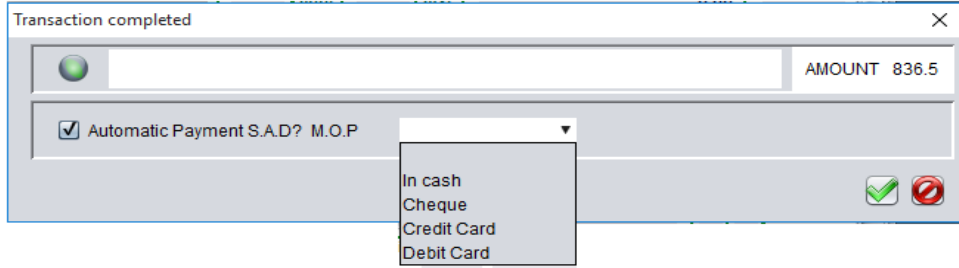 Transaction completed
AMOUNT 836.5
Automatic Payment S.A.D? M.O.P
In cash
Cheque
Credit Card
Debit Card